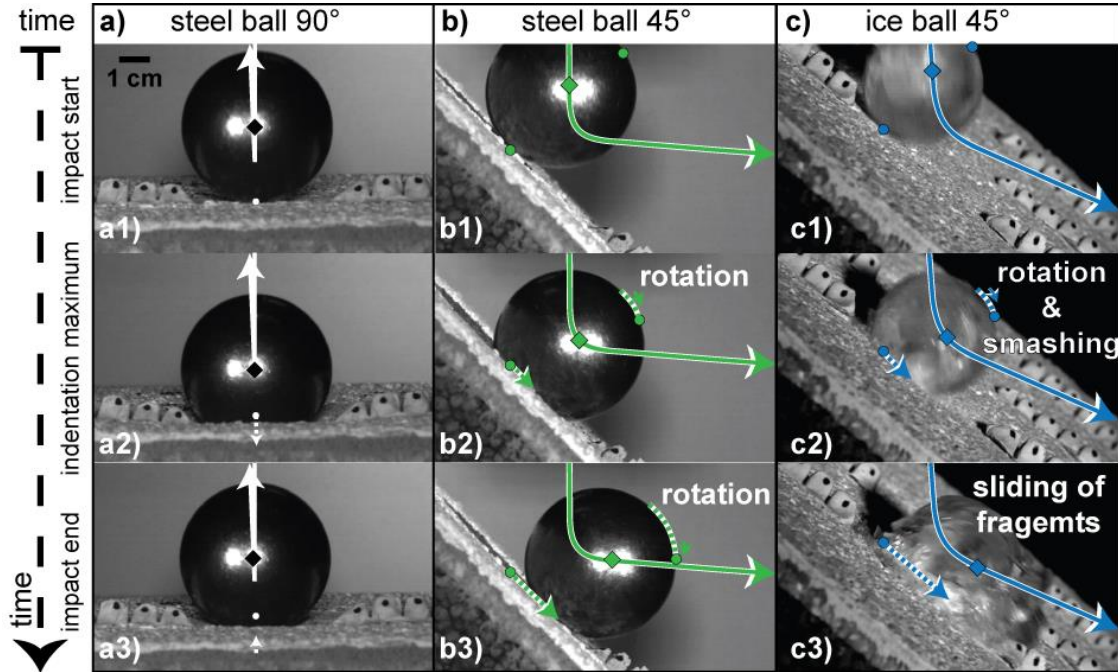 time
a) steel ball 90°
b) steel ball 45°
c) ice ball 45°
1 cm
impact start
a1)
b1)
c1)
indentation maximum
rotation
rotation
&
smashing
a2)
b2)
c2)
impact end
rotation
sliding of
fragemts
time
a3)
b3)
c3)